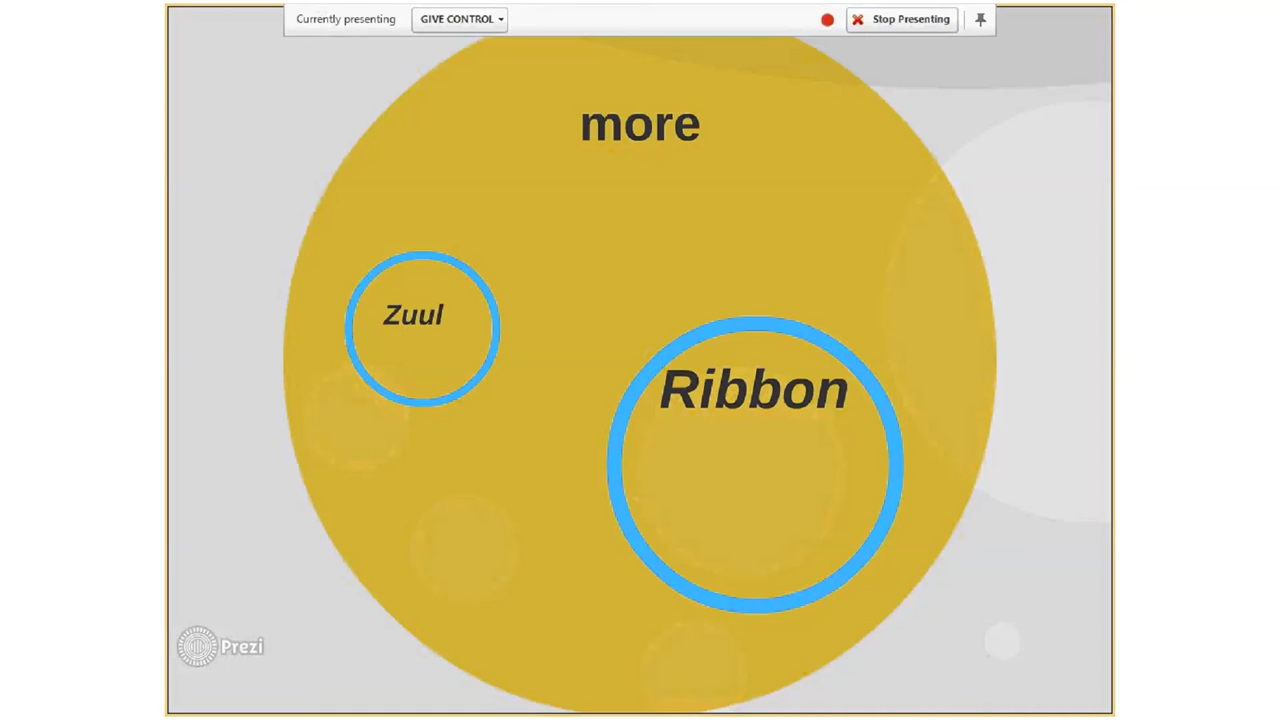 Currently presenting GIVE CONTROL Stop Presenting
more
Zuul
Ribbon
Prezi